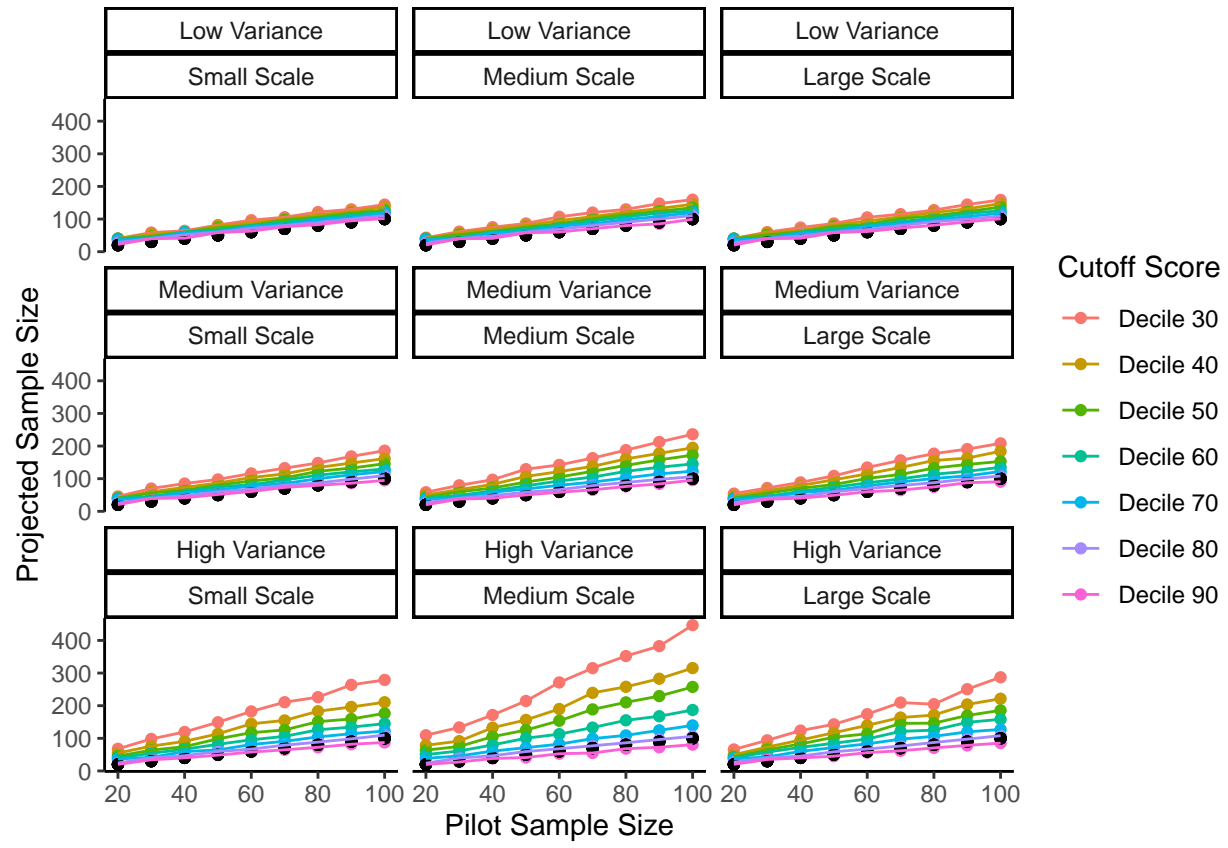 Low Variance
Low Variance
Low Variance
Small Scale
Medium Scale
Large Scale
400
300
200
100
0
Medium Variance
Medium Variance
Medium Variance
Small Scale
Medium Scale
Large Scale
400
300
200
100
0
High Variance
High Variance
High Variance
Small Scale
Medium Scale
Large Scale
400
300
200
100
0
20 40 60 80 100
20 40 60 80 100
20 40 60 80 100
Pilot Sample Size
Projected Sample Size
Cutoff Score
Decile 30
Decile 40
Decile 50
Decile 60
Decile 70
Decile 80
Decile 90